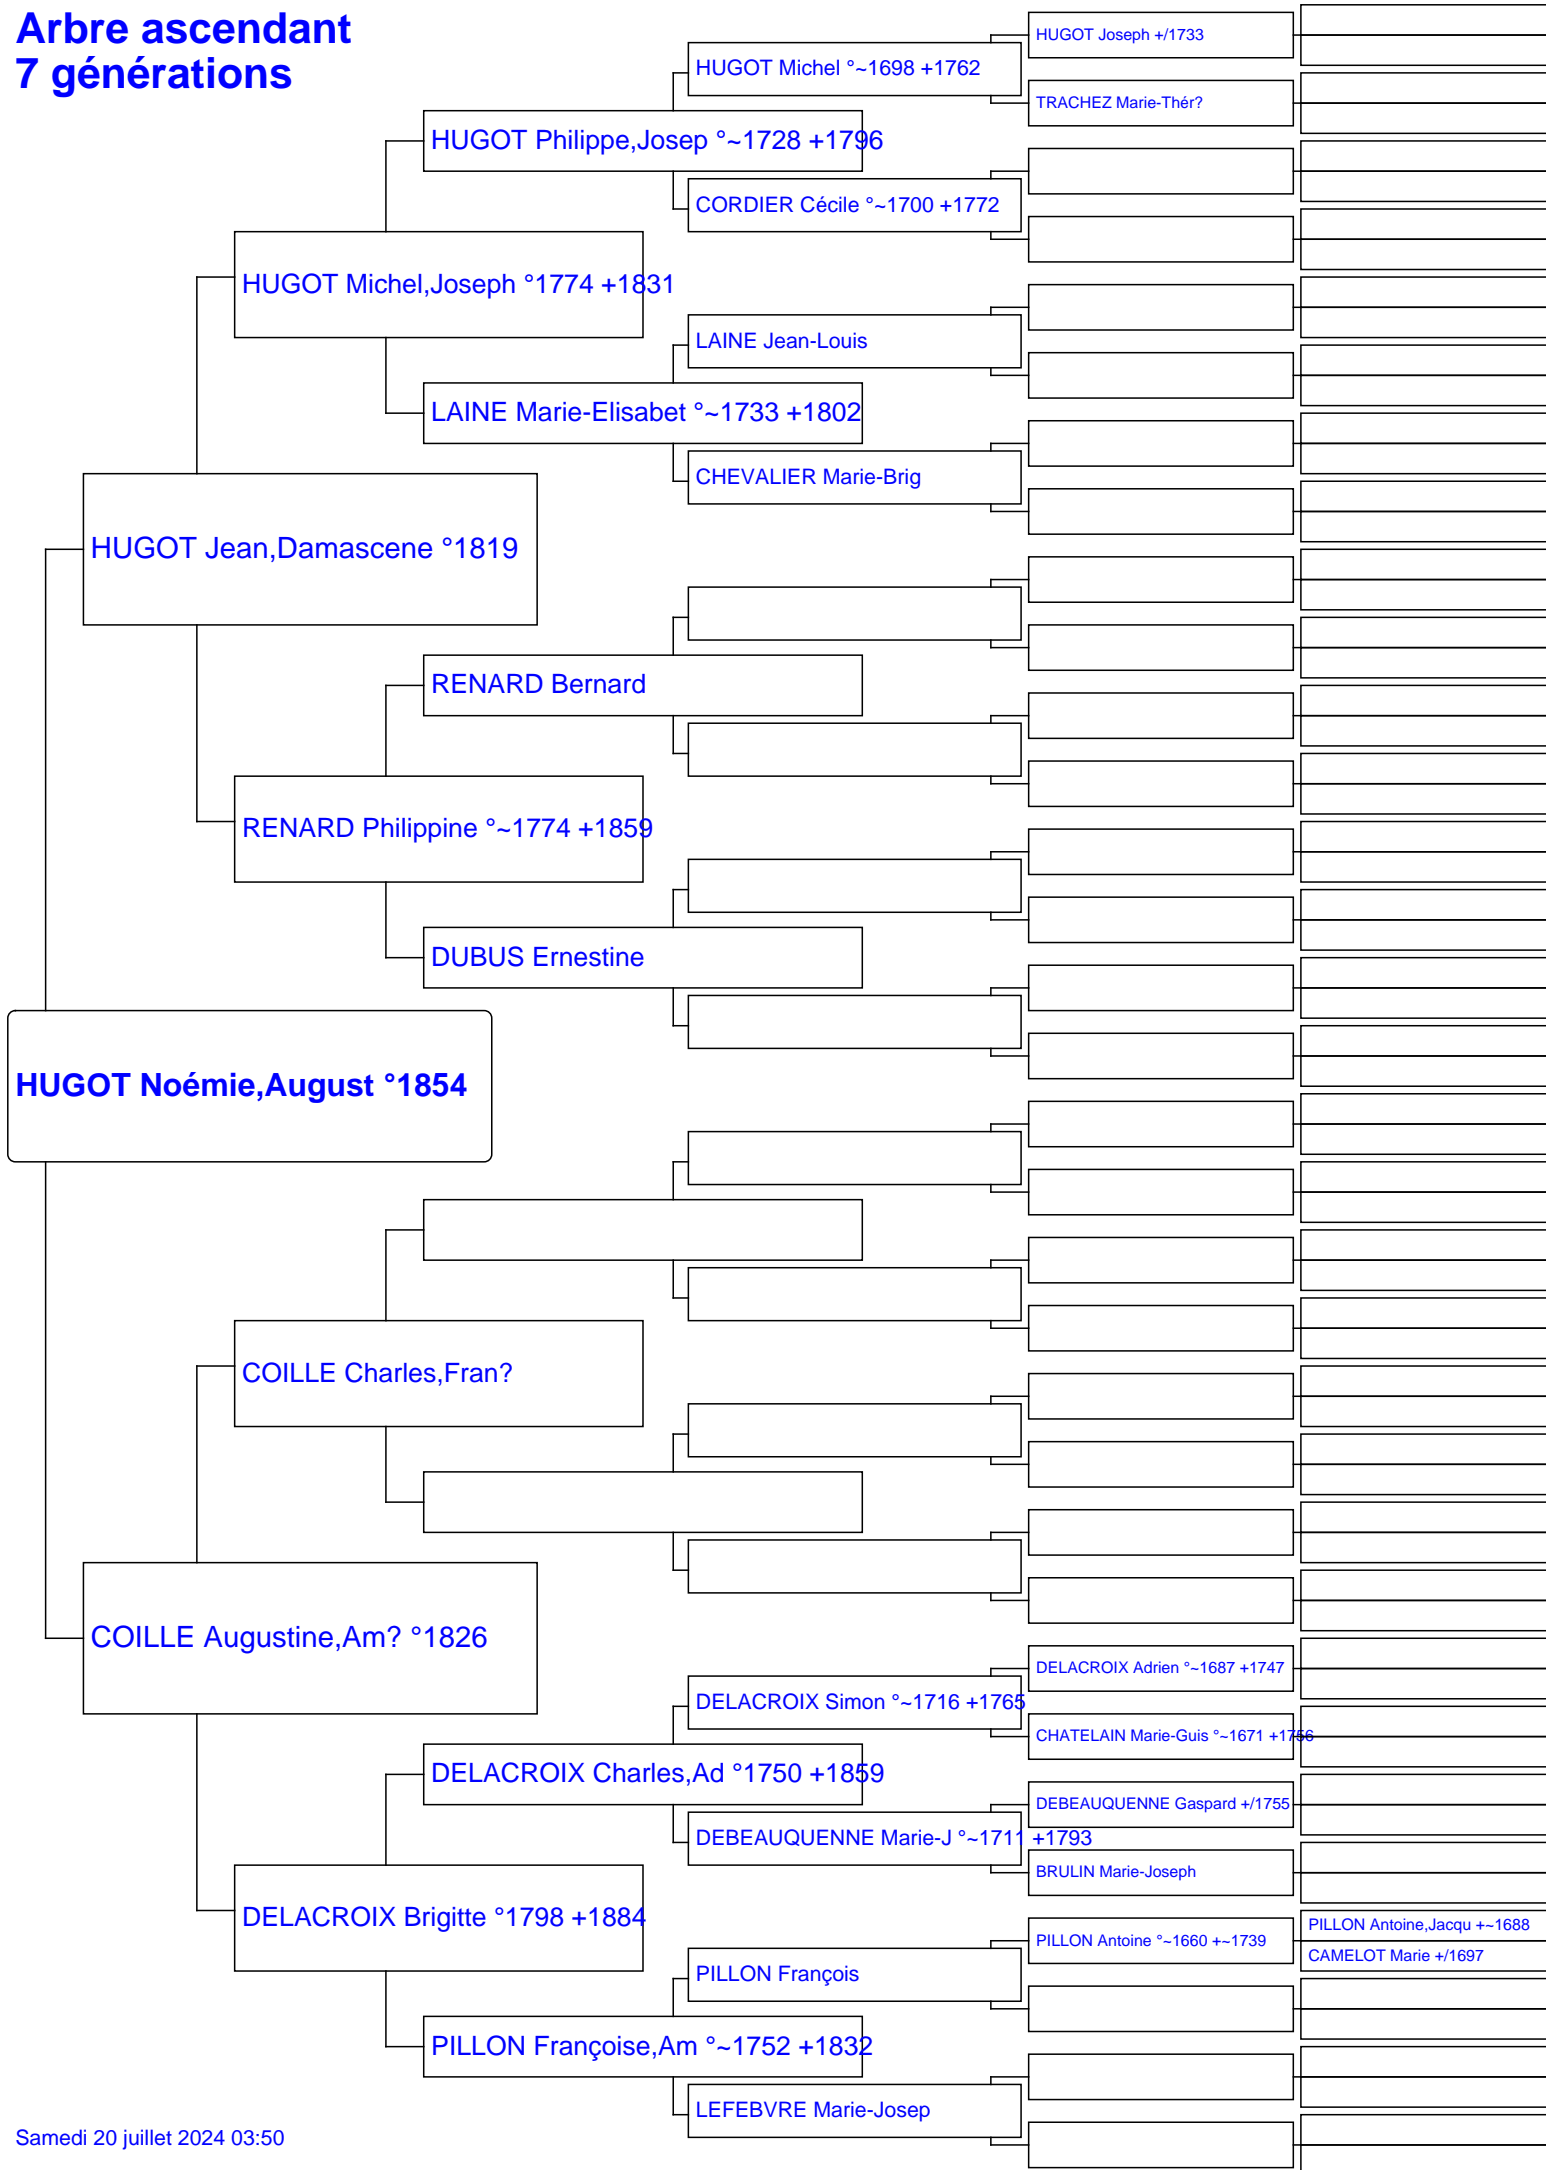 Arbre ascendant
7 générations
HUGOT Joseph +/1733
HUGOT Michel °~1698 +1762
TRACHEZ Marie-Thér?
HUGOT Philippe,Josep °~1728 +1796
CORDIER Cécile °~1700 +1772
HUGOT Michel,Joseph °1774 +1831
LAINE Jean-Louis
LAINE Marie-Elisabet °~1733 +1802
CHEVALIER Marie-Brig
HUGOT Jean,Damascene °1819
RENARD Bernard
RENARD Philippine °~1774 +1859
DUBUS Ernestine
HUGOT Noémie,August °1854
COILLE Charles,Fran?
COILLE Augustine,Am? °1826
DELACROIX Adrien °~1687 +1747
DELACROIX Simon °~1716 +1765
CHATELAIN Marie-Guis °~1671 +1756
DELACROIX Charles,Ad °1750 +1859
DEBEAUQUENNE Gaspard +/1755
DEBEAUQUENNE Marie-J °~1711 +1793
BRULIN Marie-Joseph
DELACROIX Brigitte °1798 +1884
PILLON Antoine,Jacqu +~1688
PILLON Antoine °~1660 +~1739
CAMELOT Marie +/1697
PILLON François
PILLON Françoise,Am °~1752 +1832
LEFEBVRE Marie-Josep
Samedi 20 juillet 2024 03:50